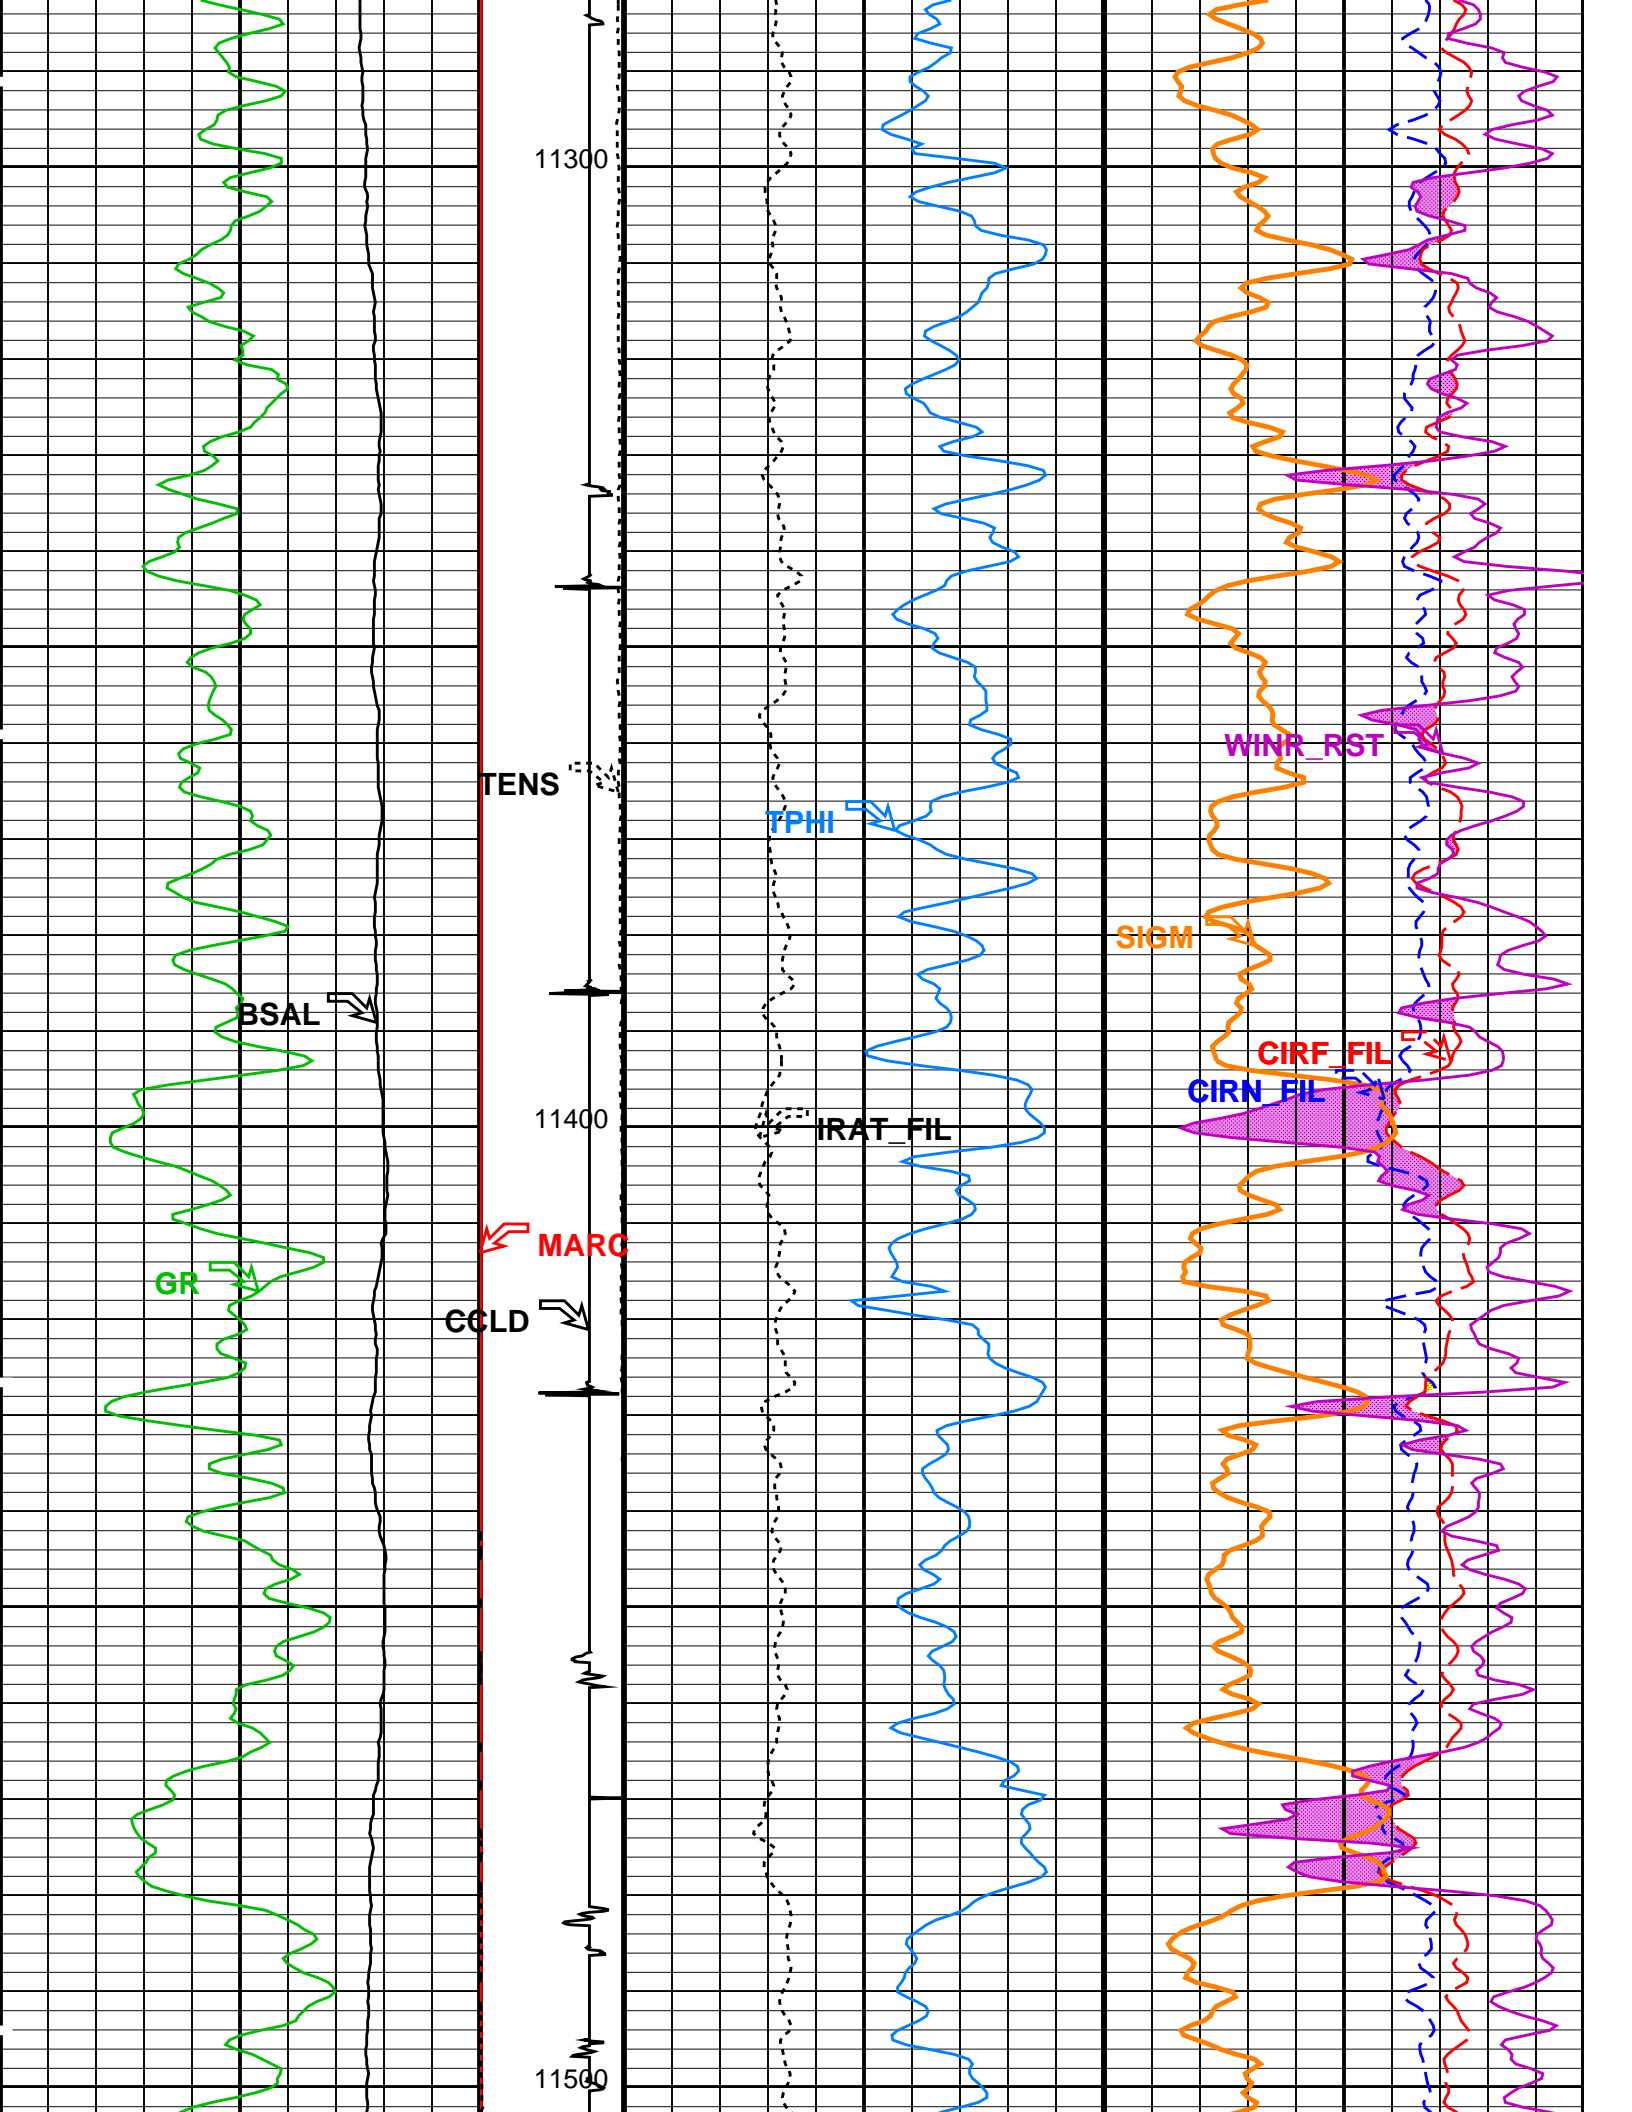 11300
WINR_RST
TENS
TPHI
SIGM
BSAL
CIRF_FIL
CIRN_FIL
11400
IRAT_FIL
MARC
GR
CCLD
11500